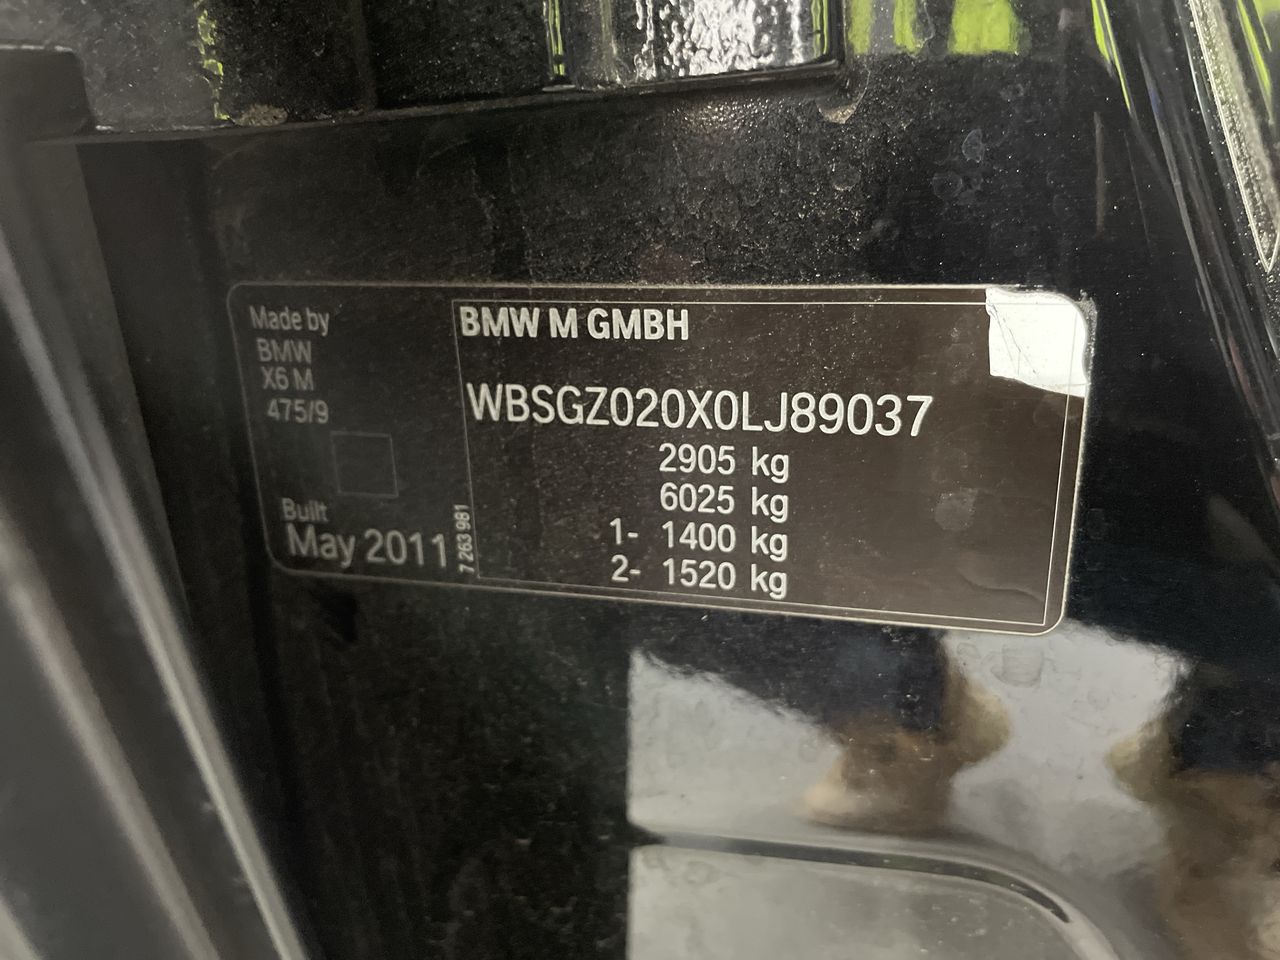 Made by
BMW
X6 M
475/9
Built
May 2011
7 263 981
BMW M GMBH
WBSGZ020X0LJ89037
2905 kg
6025 kg
1- 1400 kg
2- 1520 kg